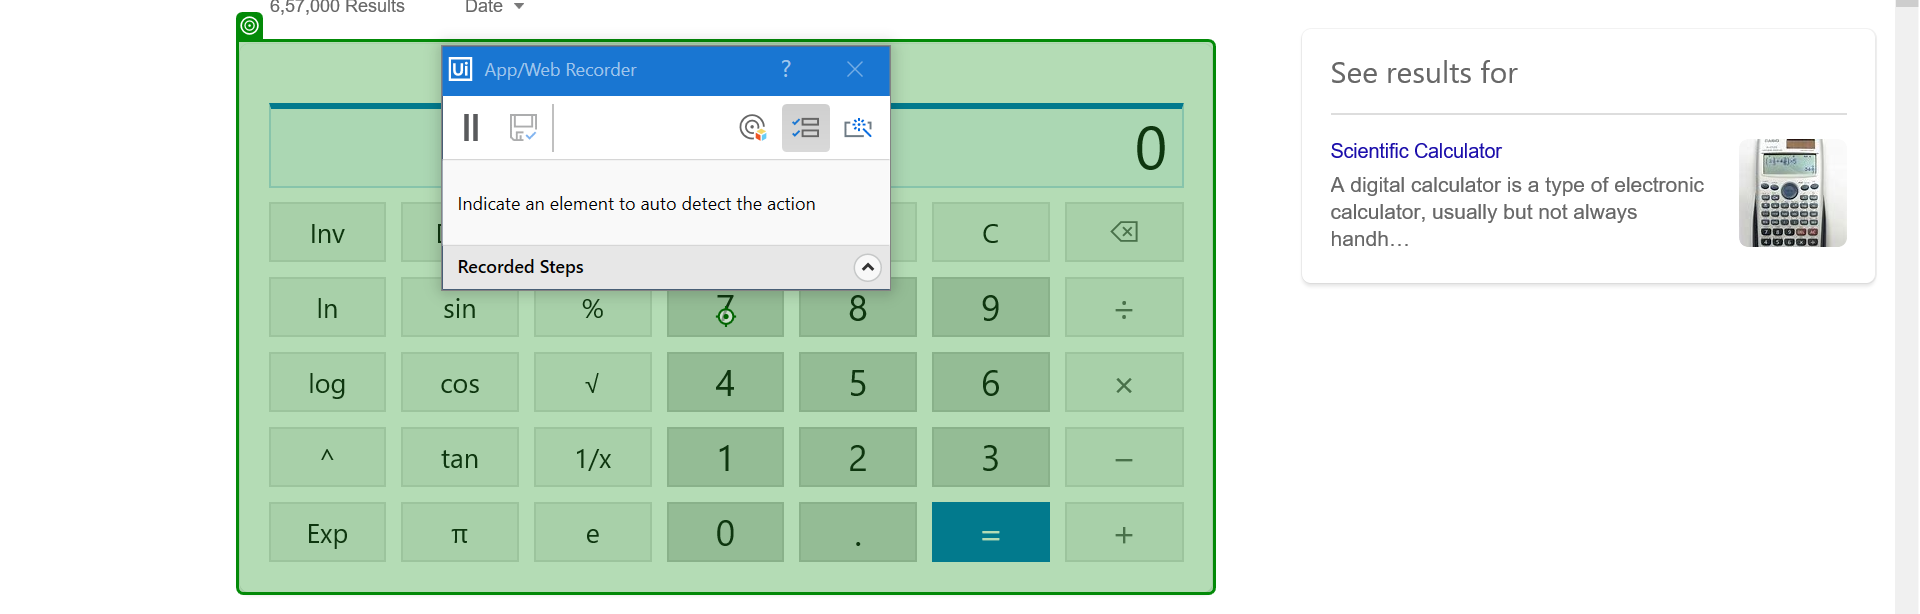 6,57,000 Results Date
Ui App/Web Recorder ?
See results for
0
Scientific Calculator
A digital calculator is a type of electronic
calculator, usually but not always
handh…
Indicate an element to auto detect the action
Inv C
Recorded Steps
ln sin % 7 8 9 ÷
log cos √ 4 5 6 ×
^ tan 1/x 1 2 3 −
Exp π e 0 . = +